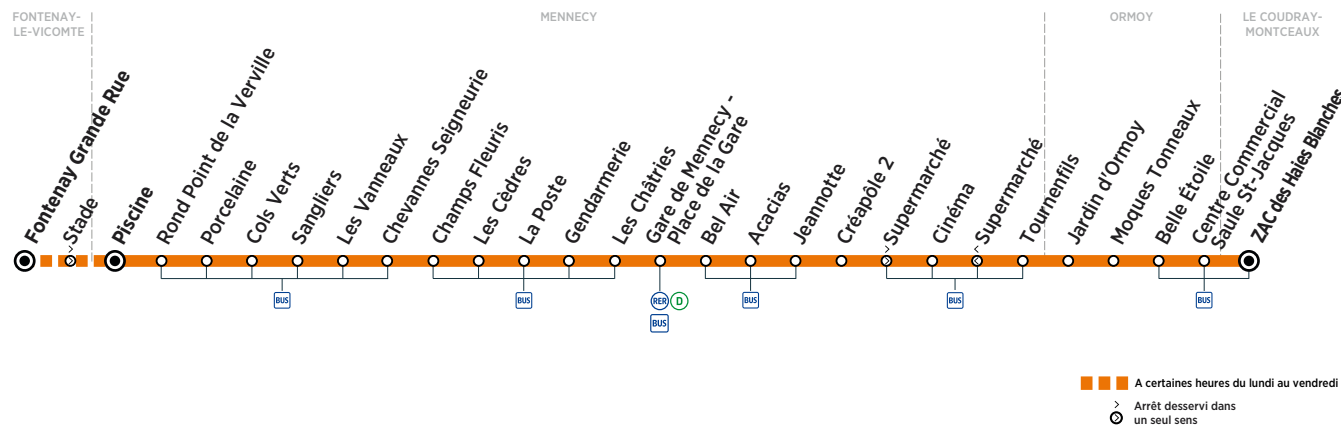 FONTENAY-
LE-VICOMTE
MENNECY
ORMOY
LE COUDRAY-
MONTCEAUX
Fontenay Grande Rue
Stade
Piscine
Rond Point de la Verville
Porcelaine
Cols Verts
Sangliers
Les Vanneaux
Chevannes Seigneurie
Champs Fleuris
Les Cèdres
La Poste
Gendarmerie
Les Châtries
Gare de Mennecy -
Place de la Gare
Bel Air
Acacias
Jeannotte
Créapôle 2
Supermarché
Cinéma
Supermarché
Tournenfils
Jardin d'Ormoy
Moques Tonneaux
Belle Étoile
Centre Commercial
Saule St-Jacques
ZAC des Haies Blanches
BUS
BUS
RER D
BUS
BUS
BUS
BUS
A certaines heures du lundi au vendredi
Arrêt desservi dans
un seul sens